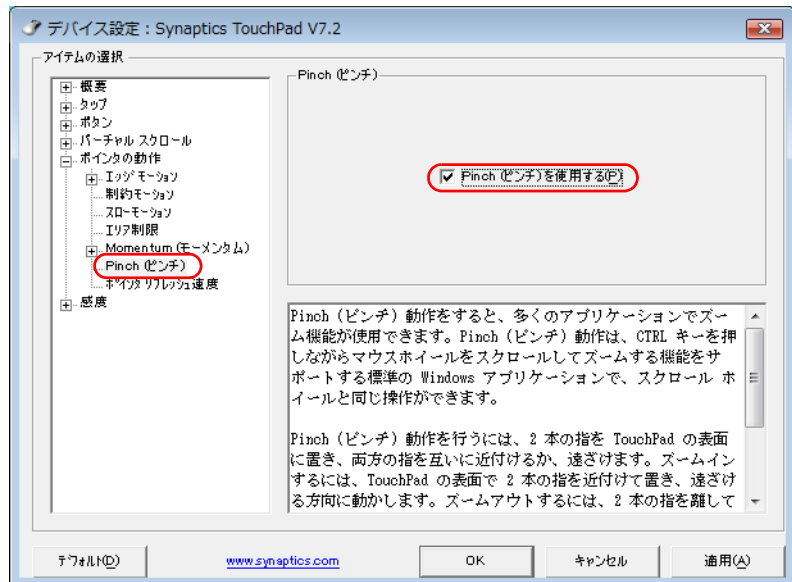 デバイス設定：Synaptics TouchPad V7.2
アイテムの選択
概要
タップ
ボタン
バーチャル スクロール
ポインタの動作
エッジ モーション
制約モーション
スローモーション
エリア制限
Momentum (モーメンタム)
Pinch (ピンチ)
ポインタ リフレッシュ速度
感度
Pinch (ピンチ)
Pinch (ピンチ)を使用する(P)
Pinch（ピンチ）動作をすると、多くのアプリケーションでズー
ム機能が使用できます。Pinch（ピンチ）動作は、CTRL キーを押
しながらマウスホイールをスクロールしてズームする機能をサ
ポートする標準の Windows アプリケーションで、スクロール ホ
イールと同じ操作ができます。
Pinch（ピンチ）動作を行うには、2 本の指を TouchPad の表面
に置き、両方の指を互いに近付けるか、遠ざけます。ズームイン
するには、TouchPad の表面で 2 本の指を近付けて置き、遠ざけ
る方向に動かします。ズームアウトするには、2 本の指を離して
デフォルト(D)
www.synaptics.com
OK
キャンセル
適用(A)